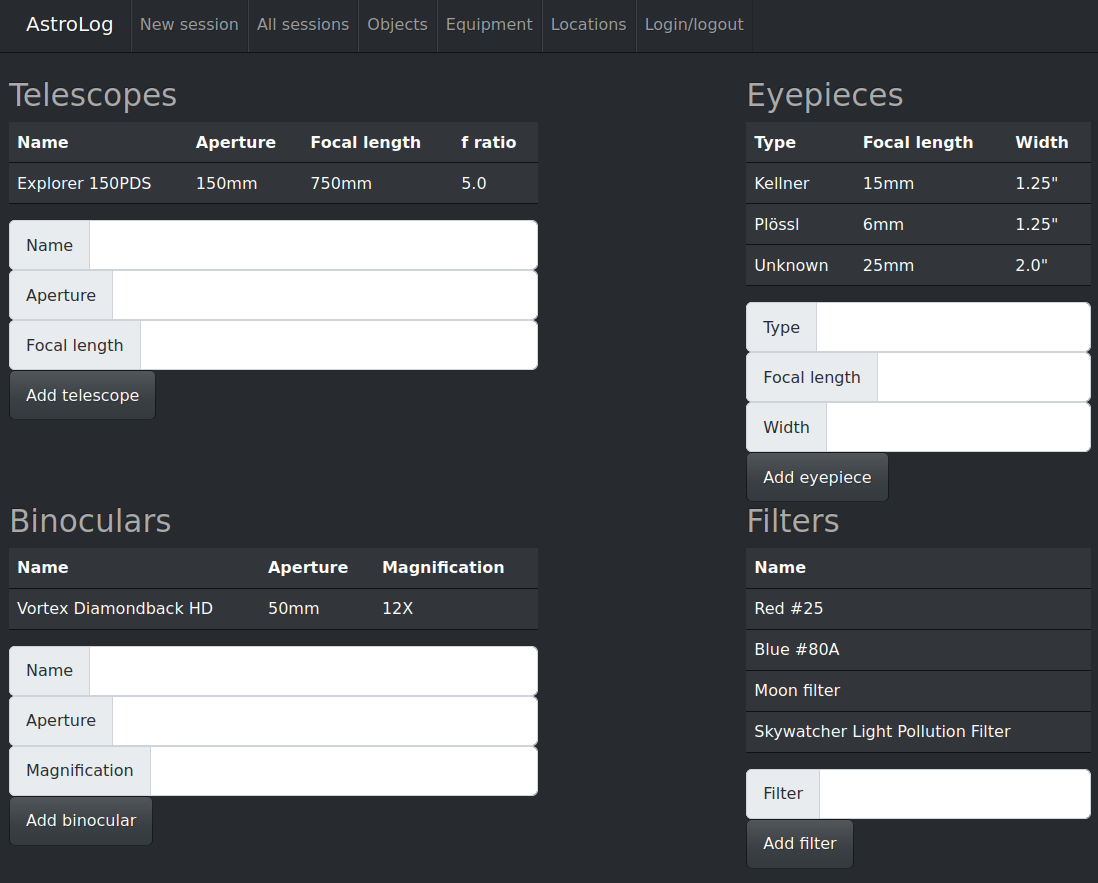 AstroLog New session All sessions Objects Equipment Locations Login/logout
Telescopes
Name Aperture Focal length f ratio
Explorer 150PDS 150mm 750mm 5.0
Name
Aperture
Focal length
Add telescope
Eyepieces
Type Focal length Width
Kellner 15mm 1.25"
Plössl 6mm 1.25"
Unknown 25mm 2.0"
Type
Focal length
Width
Add eyepiece
Binoculars
Name Aperture Magnification
Vortex Diamondback HD 50mm 12X
Name
Aperture
Magnification
Add binocular
Filters
Name
Red #25
Blue #80A
Moon filter
Skywatcher Light Pollution Filter
Filter
Add filter